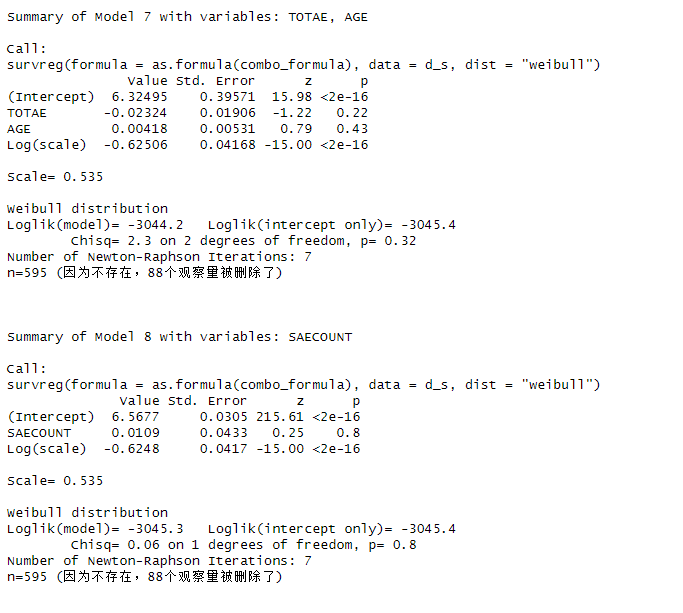 Summary of Model 7 with variables: TOTAE, AGE
Call:
survreg(formula = as.formula(combo_formula), data = d_s, dist = "weibull")
Value Std. Error z p
(Intercept) 6.32495 0.39571 15.98 <2e-16
TOTAE -0.02324 0.01906 -1.22 0.22
AGE 0.00418 0.00531 0.79 0.43
Log(scale) -0.62506 0.04168 -15.00 <2e-16
Scale= 0.535
Weibull distribution
Loglik(model)= -3044.2 Loglik(intercept only)= -3045.4
Chisq= 2.3 on 2 degrees of freedom, p= 0.32
Number of Newton-Raphson Iterations: 7
n=595 (因为不存在，88个观察量被删除了)
Summary of Model 8 with variables: SAECOUNT
Call:
survreg(formula = as.formula(combo_formula), data = d_s, dist = "weibull")
Value Std. Error z p
(Intercept) 6.5677 0.0305 215.61 <2e-16
SAECOUNT 0.0109 0.0433 0.25 0.8
Log(scale) -0.6248 0.0417 -15.00 <2e-16
Scale= 0.535
Weibull distribution
Loglik(model)= -3045.3 Loglik(intercept only)= -3045.4
Chisq= 0.06 on 1 degrees of freedom, p= 0.8
Number of Newton-Raphson Iterations: 7
n=595 (因为不存在，88个观察量被删除了)